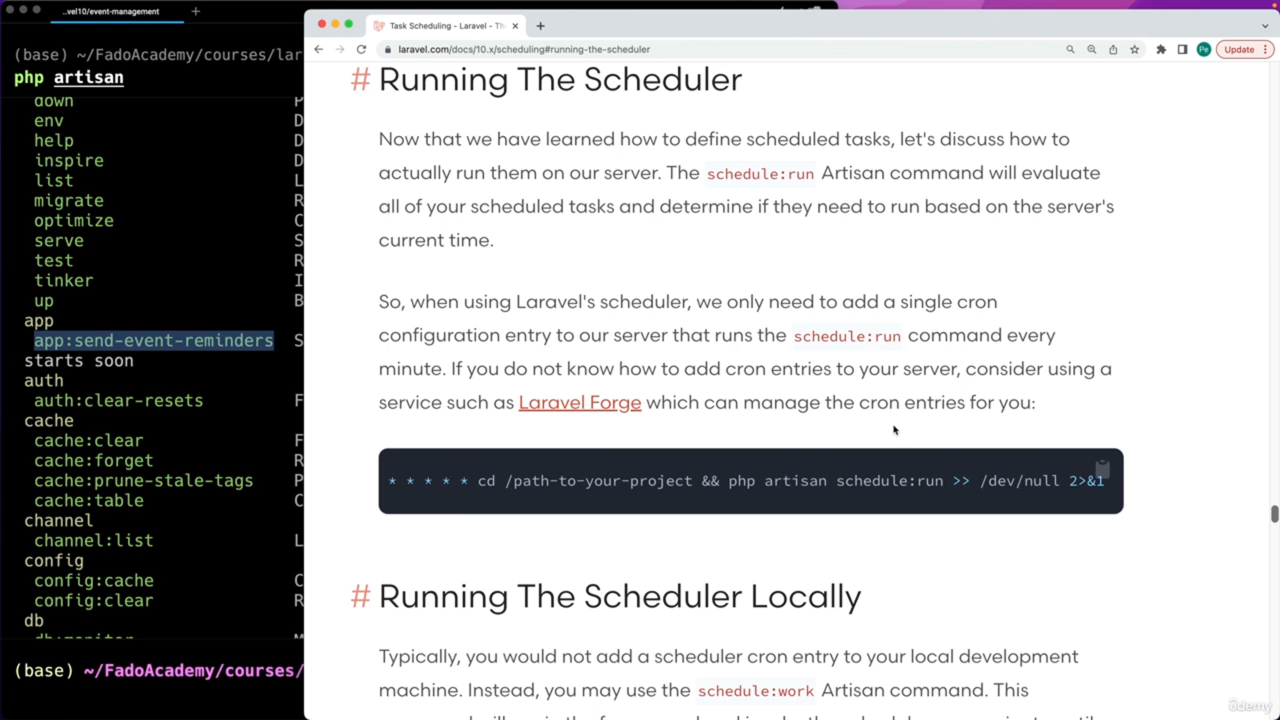 ..vel10/event-management
(base) ~/FadoAcademy/courses/lar
php artisan
down
env
help
inspire
list
migrate
optimize
serve
test
tinker
up
app
app:send-event-reminders
starts soon
auth
auth:clear-resets
cache
cache:clear
cache:forget
cache:prune-stale-tags
cache:table
channel
channel:list
config
config:cache
config:clear
db
(base) ~/FadoAcademy/courses/
Task Scheduling - Laravel - Th
laravel.com/docs/10.x/scheduling#running-the-scheduler
Pe
Update
# Running The Scheduler
Now that we have learned how to define scheduled tasks, let's discuss how to
actually run them on our server. The schedule:run Artisan command will evaluate
all of your scheduled tasks and determine if they need to run based on the server's
current time.
So, when using Laravel's scheduler, we only need to add a single cron
configuration entry to our server that runs the schedule:run command every
minute. If you do not know how to add cron entries to your server, consider using a
service such as Laravel Forge which can manage the cron entries for you:
* * * * * cd /path-to-your-project && php artisan schedule:run >> /dev/null 2>&1
# Running The Scheduler Locally
Typically, you would not add a scheduler cron entry to your local development
machine. Instead, you may use the schedule:work Artisan command. This
ûdemy